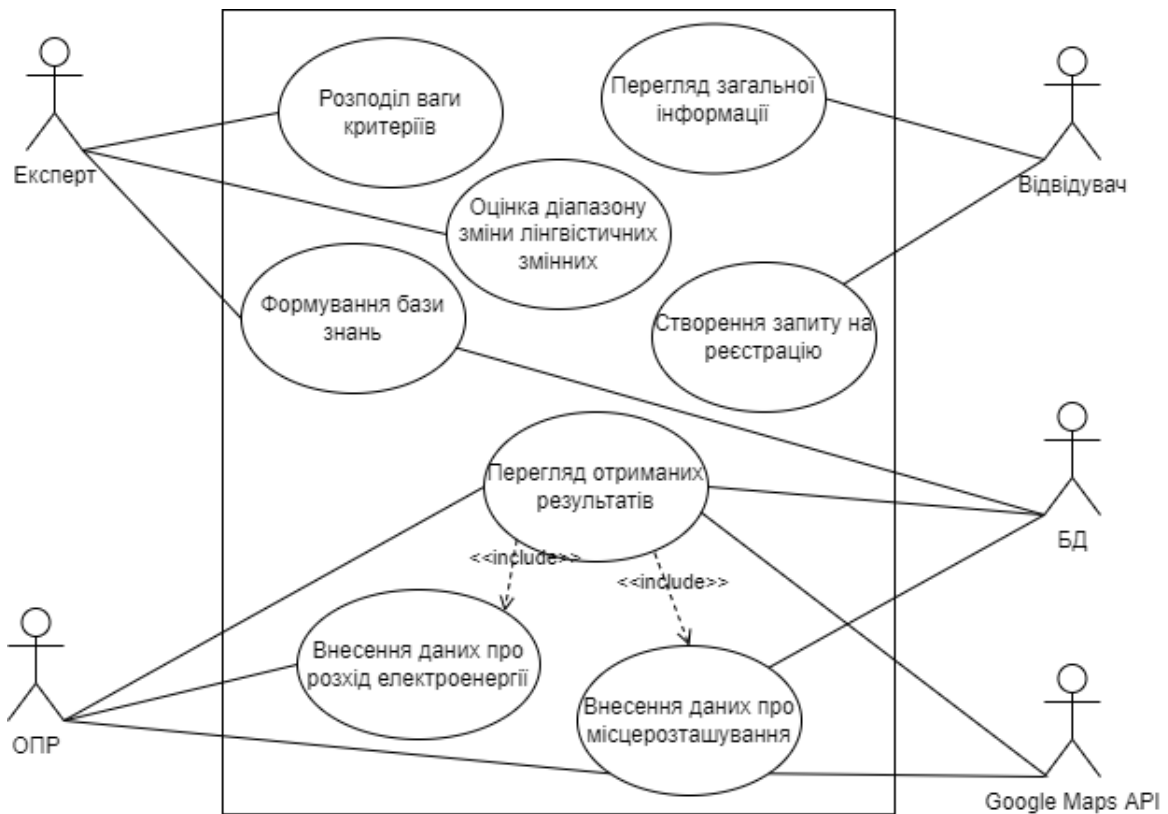 Розподіл ваги
критеріїв
Перегляд загальної
інформації
Експерт
Відвідувач
Оцінка діапазону
зміни лінгвістичних
змінних
Формування бази
знань
Створення запиту на
реєстрацію
Перегляд отриманих
результатів
БД
<<include>>
<<include>>
Внесення даних про
розхід електроенергії
Внесення даних про
місцерозташування
ОПР
Google Maps API